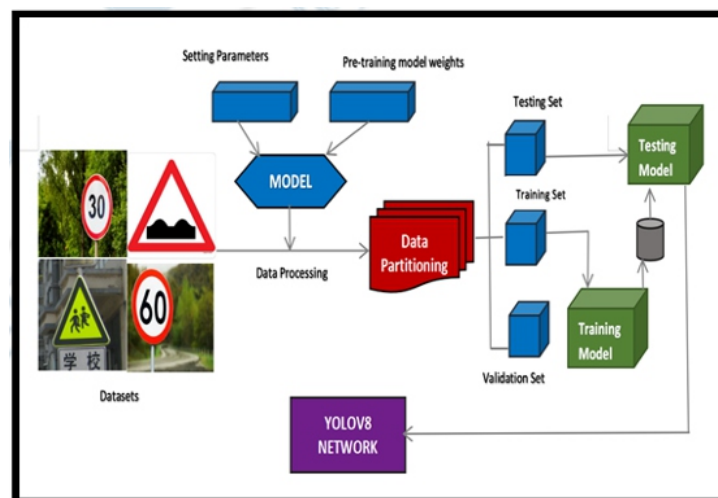 Setting Parameters
Pre-training model weights
Testing Set
Testing
Model
MODEL
30
Training Set
Data
Partitioning
Data Processing
60
学校
Training
Model
Validation Set
Datasets
YOLOV8
NETWORK